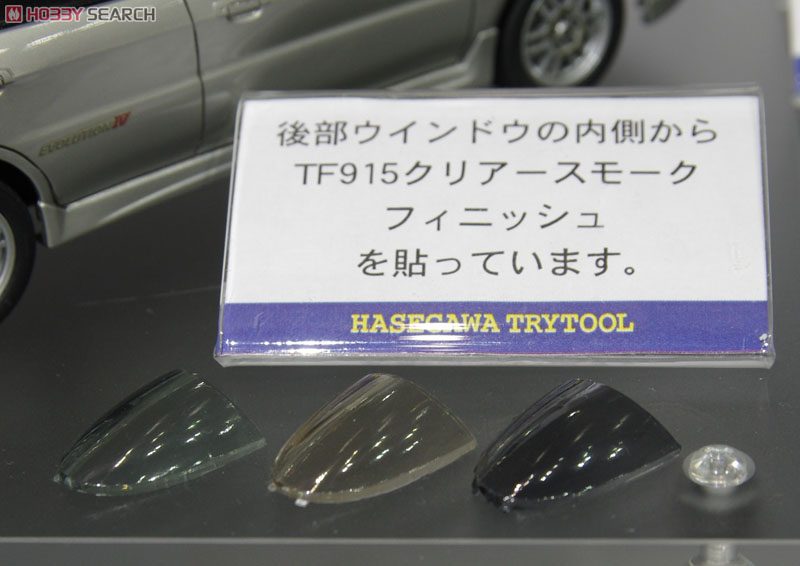 HOBBY SEARCH
EVOLUTION IV
後部ウインドウの内側から
TF915クリアースモーク
フィニッシュ
を貼っています。
HASEGAWA TRYTOOL